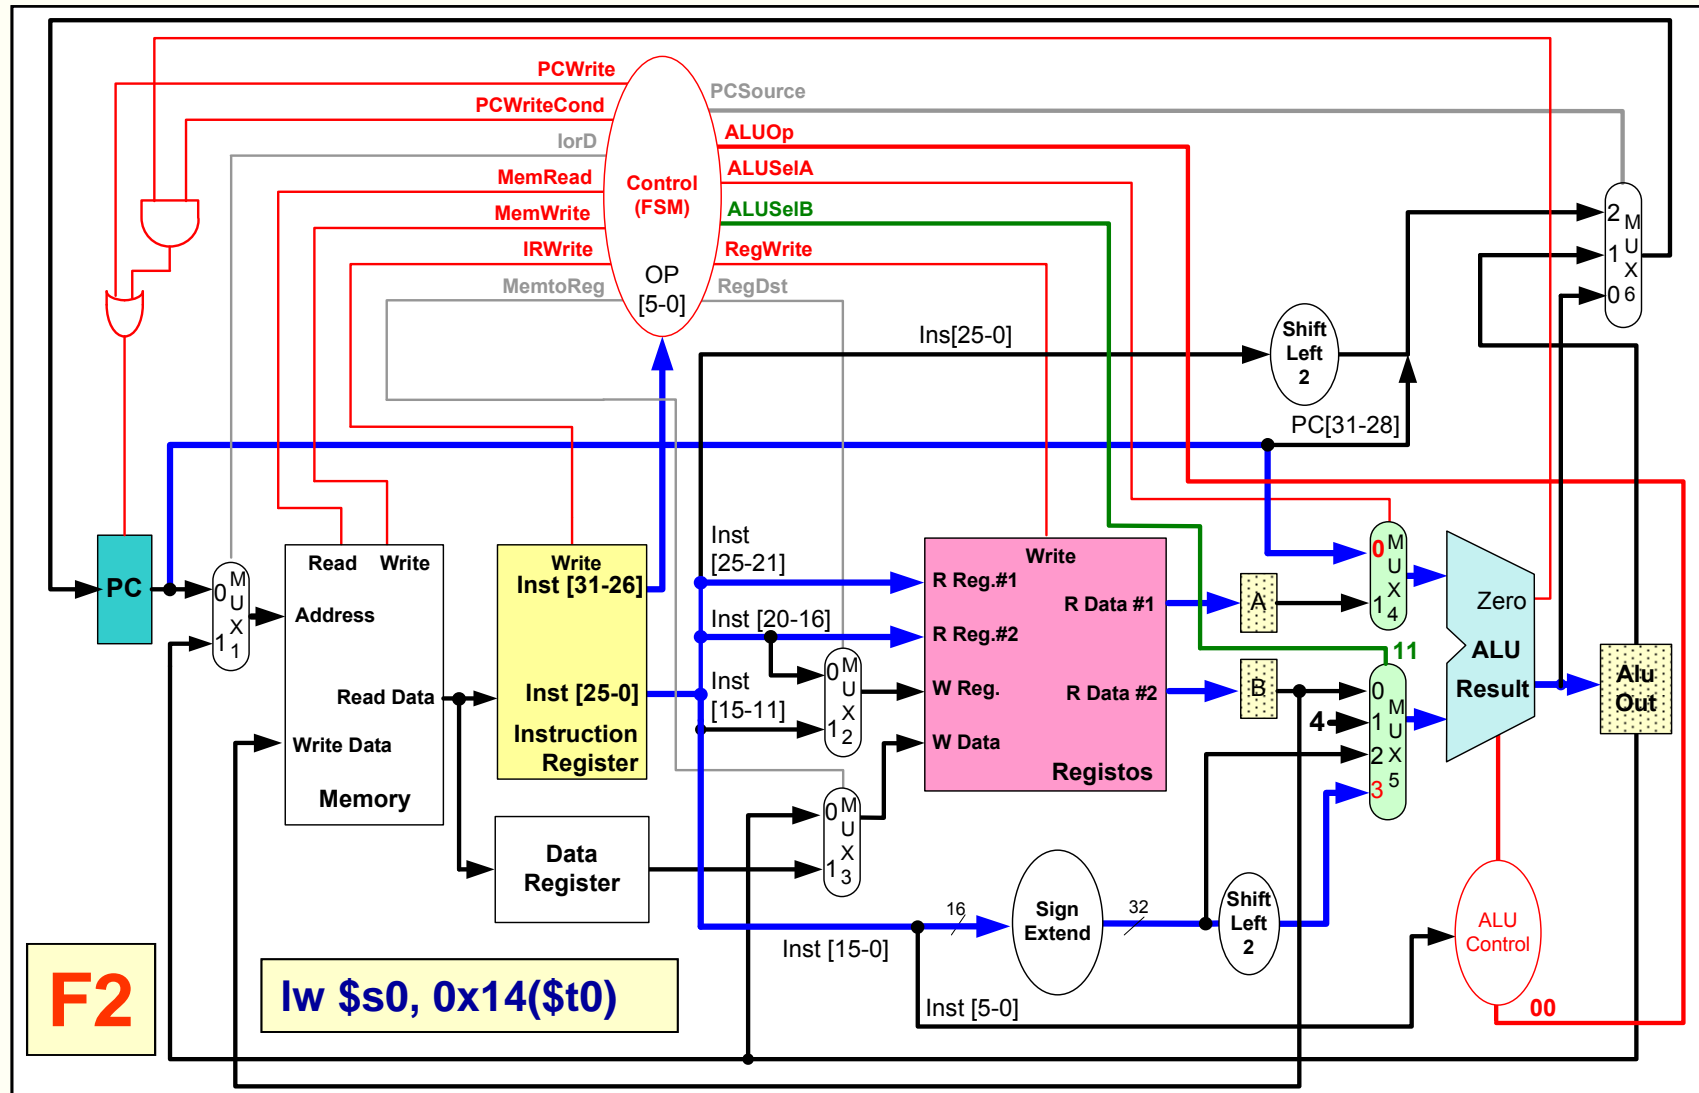 PCWrite
PCWriteCond
IorD
MemRead
MemWrite
IRWrite
MemtoReg
Control
(FSM)
OP
[5-0]
PCSource
ALUOp
ALUSelA
ALUSelB
RegWrite
RegDst
2
1
0
M
U
X
6
Ins[25-0]
Shift
Left
2
PC[31-28]
PC
0
1
M
U
X
1
Read Write
Address
Read Data
Write Data
Memory
Write
Inst [31-26]
Inst [25-0]
Instruction
Register
Data
Register
Inst
[25-21]
Inst [20-16]
Inst
[15-11]
0
1
M
U
X
2
0
1
M
U
X
3
Write
R Reg.#1
R Data #1
R Reg.#2
W Reg.
R Data #2
W Data
Registos
A
B
0
1
M
U
X
4
11
0
4
1
2
3
M
U
X
5
Zero
ALU
Result
Alu
Out
16
Sign
Extend
32
Shift
Left
2
ALU
Control
00
Inst [15-0]
Inst [5-0]
F2
lw $s0, 0x14($t0)